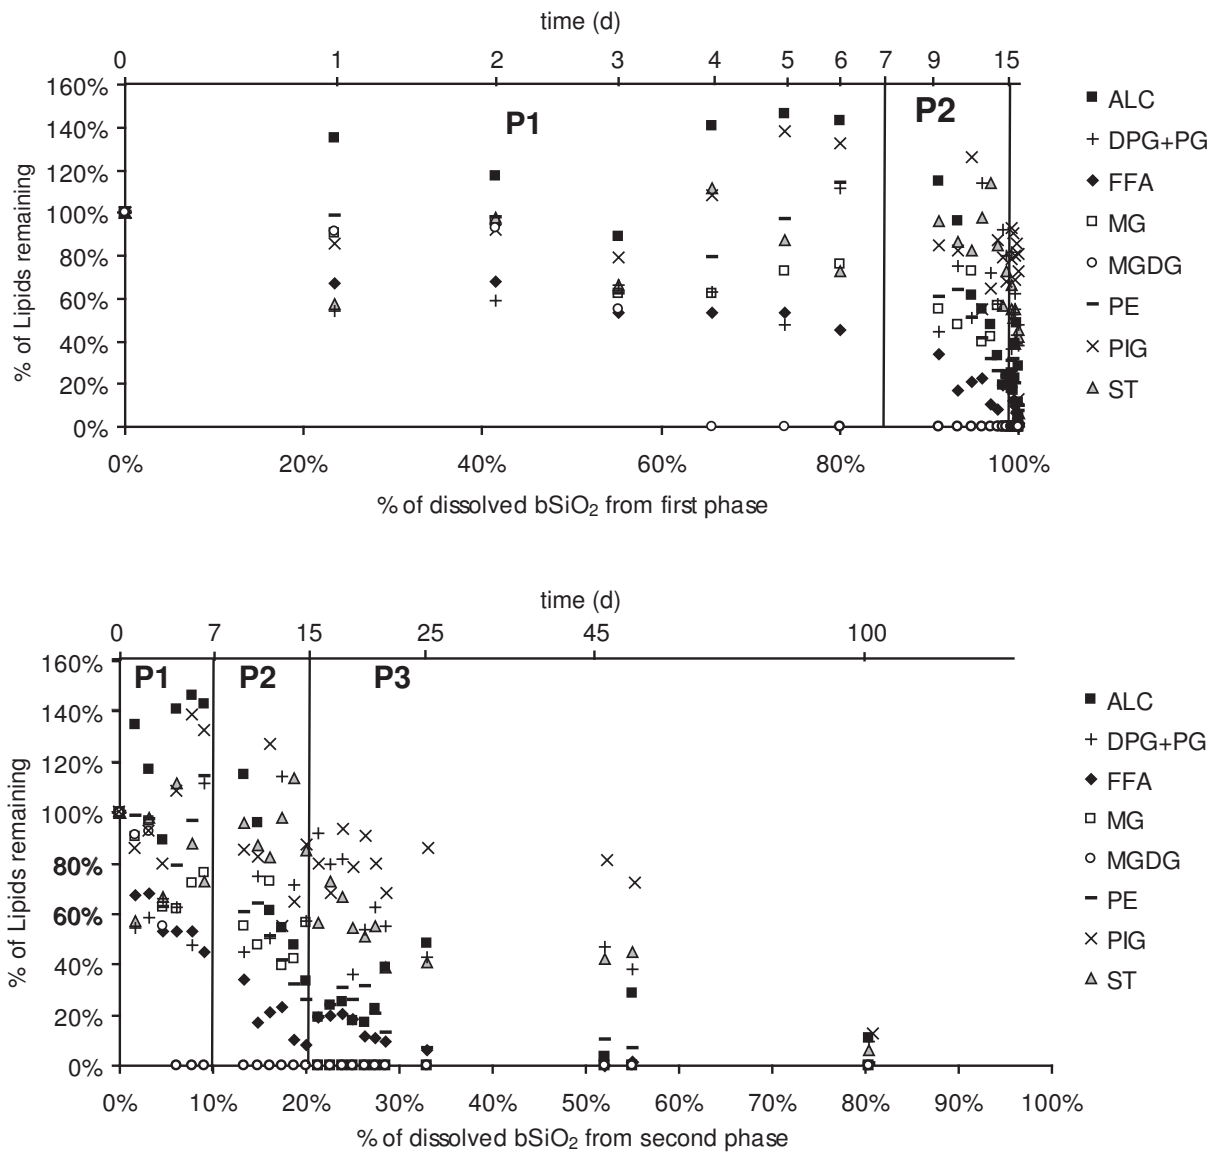 time (d)
0 1 2 3 4 5 6 7 9 15
160%
140%
120%
100%
80%
60%
40%
20%
0%
% of Lipids remaining
P1
P2
ALC
DPG+PG
FFA
MG
MGDG
PE
PIG
ST
0% 20% 40% 60% 80% 100%
% of dissolved bSiO₂ from first phase
time (d)
0 7 15 25 45 100
160%
140%
120%
100%
80%
60%
40%
20%
0%
% of Lipids remaining
P1 P2 P3
ALC
DPG+PG
FFA
MG
MGDG
PE
PIG
ST
0% 10% 20% 30% 40% 50% 60% 70% 80% 90% 100%
% of dissolved bSiO₂ from second phase